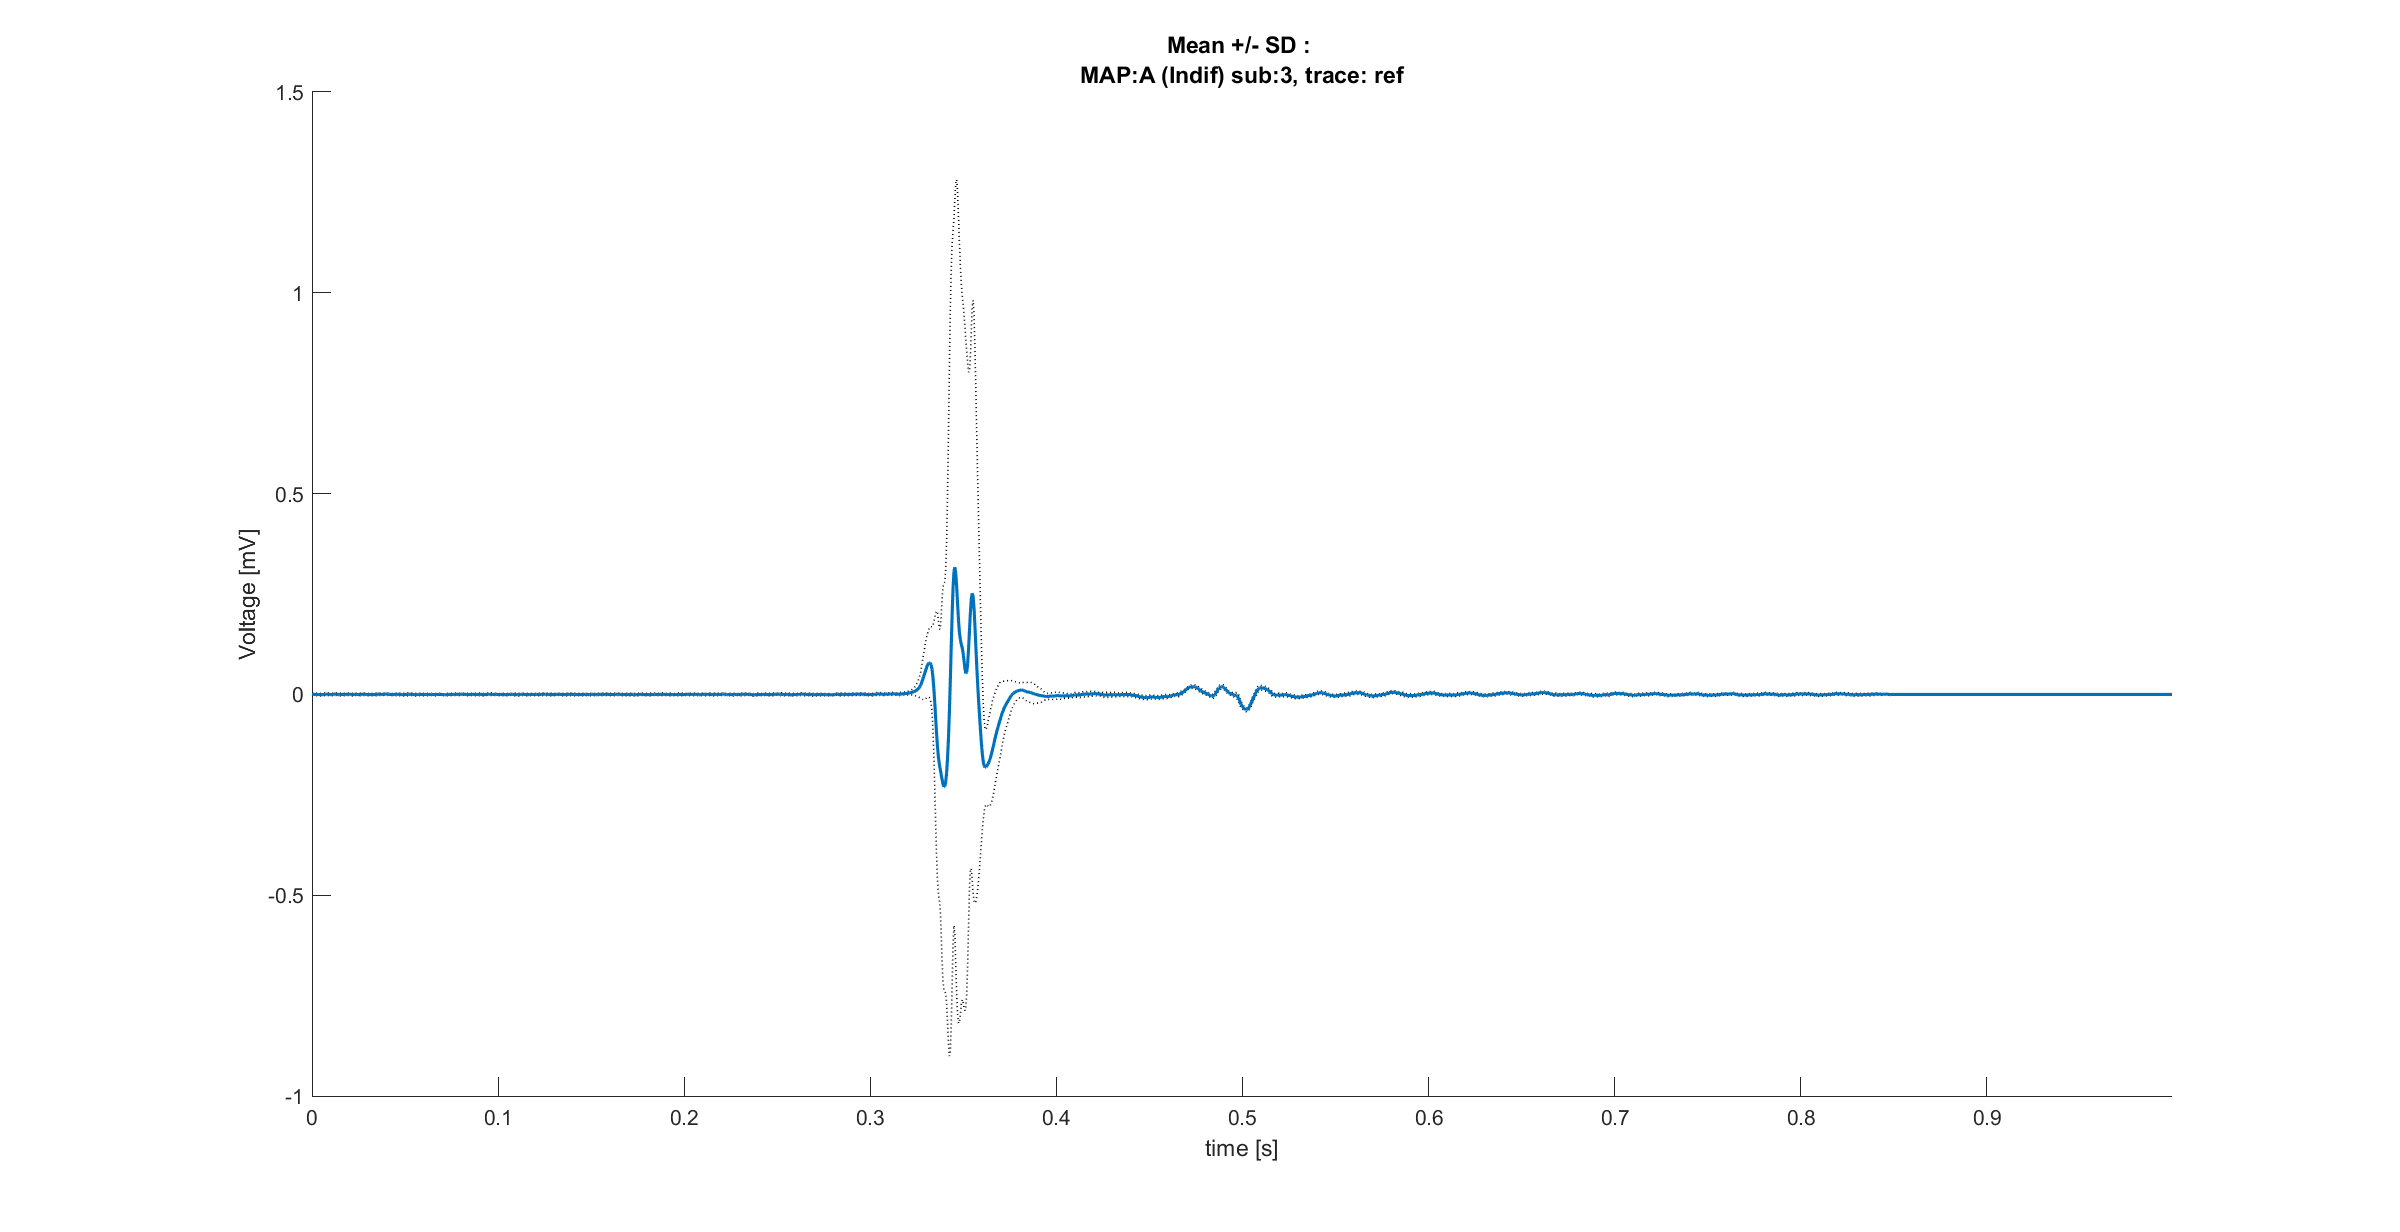 Mean +/- SD :
MAP:A (Indif) sub:3, trace: ref
1.5
1
0.5
0
-0.5
-1
Voltage [mV]
0 0.1 0.2 0.3 0.4 0.5 0.6 0.7 0.8 0.9
time [s]